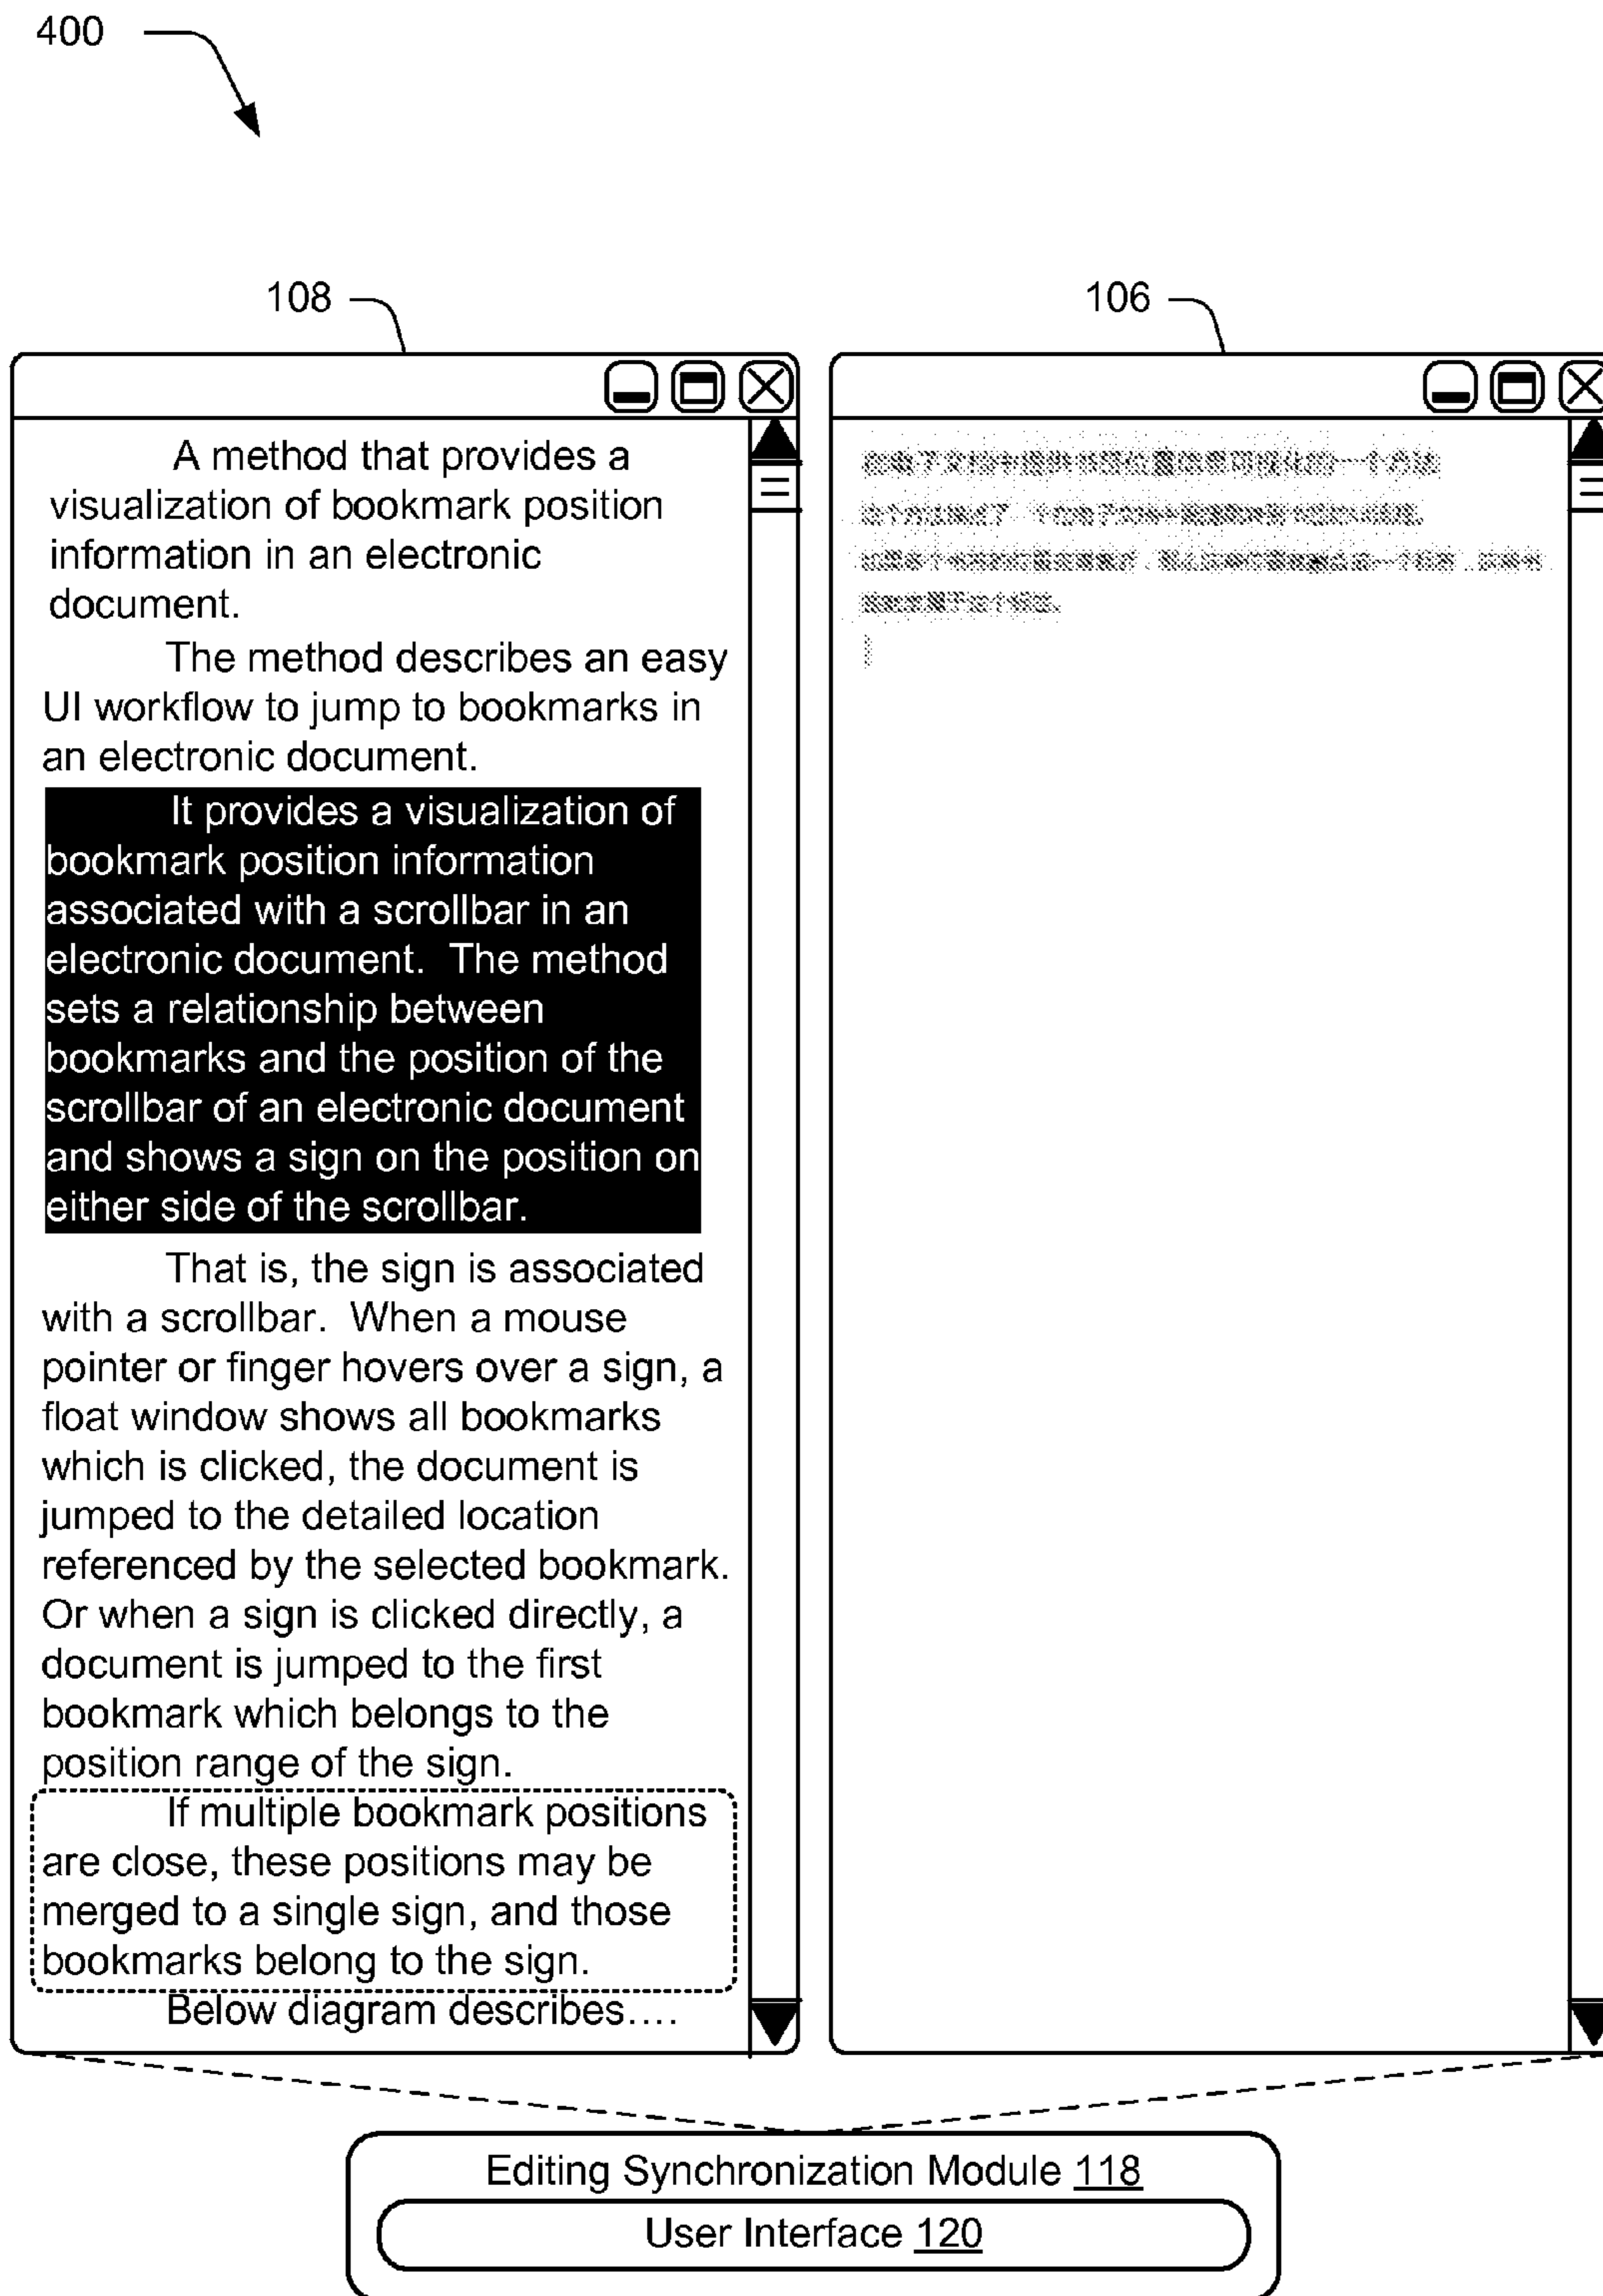 400
108
106
A method that provides a
visualization of bookmark position
information in an electronic
document.
The method describes an easy
UI workflow to jump to bookmarks in
an electronic document.
It provides a visualization of
bookmark position information
associated with a scrollbar in an
electronic document.  The method
sets a relationship between
bookmarks and the position of the
scrollbar of an electronic document
and shows a sign on the position on
either side of the scrollbar.
That is, the sign is associated
with a scrollbar.  When a mouse
pointer or finger hovers over a sign, a
float window shows all bookmarks
which is clicked, the document is
jumped to the detailed location
referenced by the selected bookmark.
Or when a sign is clicked directly, a
document is jumped to the first
bookmark which belongs to the
position range of the sign.
If multiple bookmark positions
are close, these positions may be
merged to a single sign, and those
bookmarks belong to the sign.
Below diagram describes....
Editing Synchronization Module 118
User Interface 120